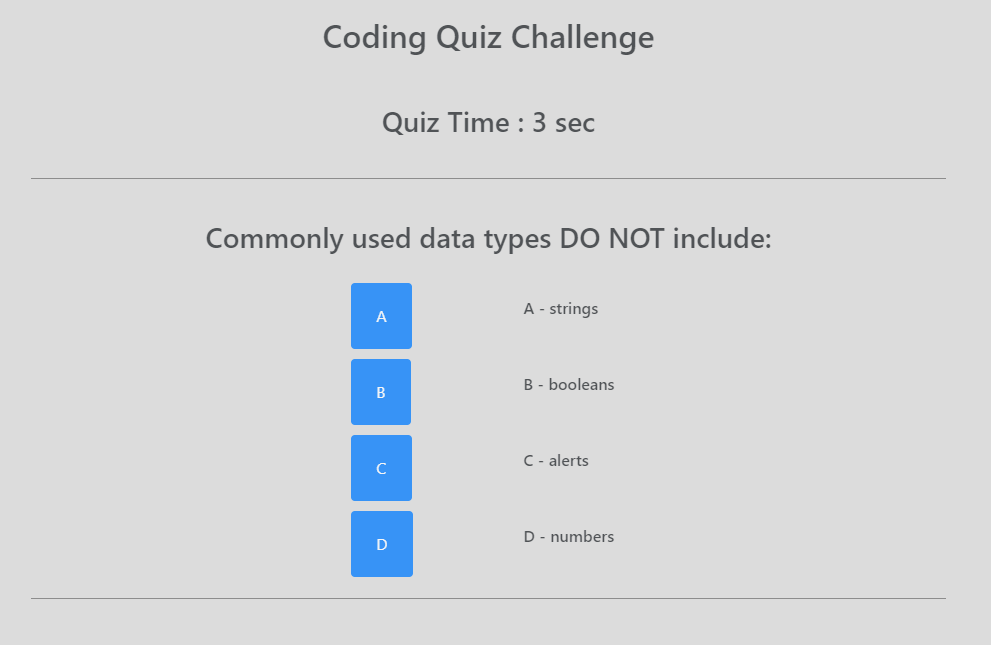 Coding Quiz Challenge
Quiz Time : 3 sec
Commonly used data types DO NOT include:
A
A - strings
B
B - booleans
C
C - alerts
D
D - numbers